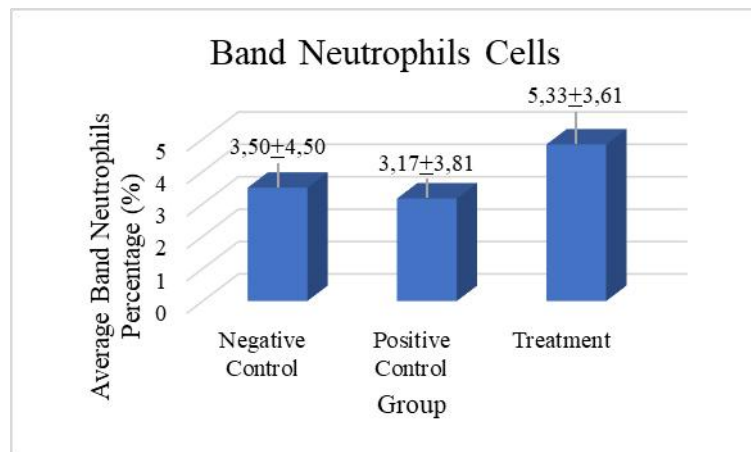 Band Neutrophils Cells
Average Band Neutrophils
Percentage (%)
5
4
3
2
1
0
3,50±4,50
3,17±3,81
5,33±3,61
Negative
Control
Positive
Control
Treatment
Group